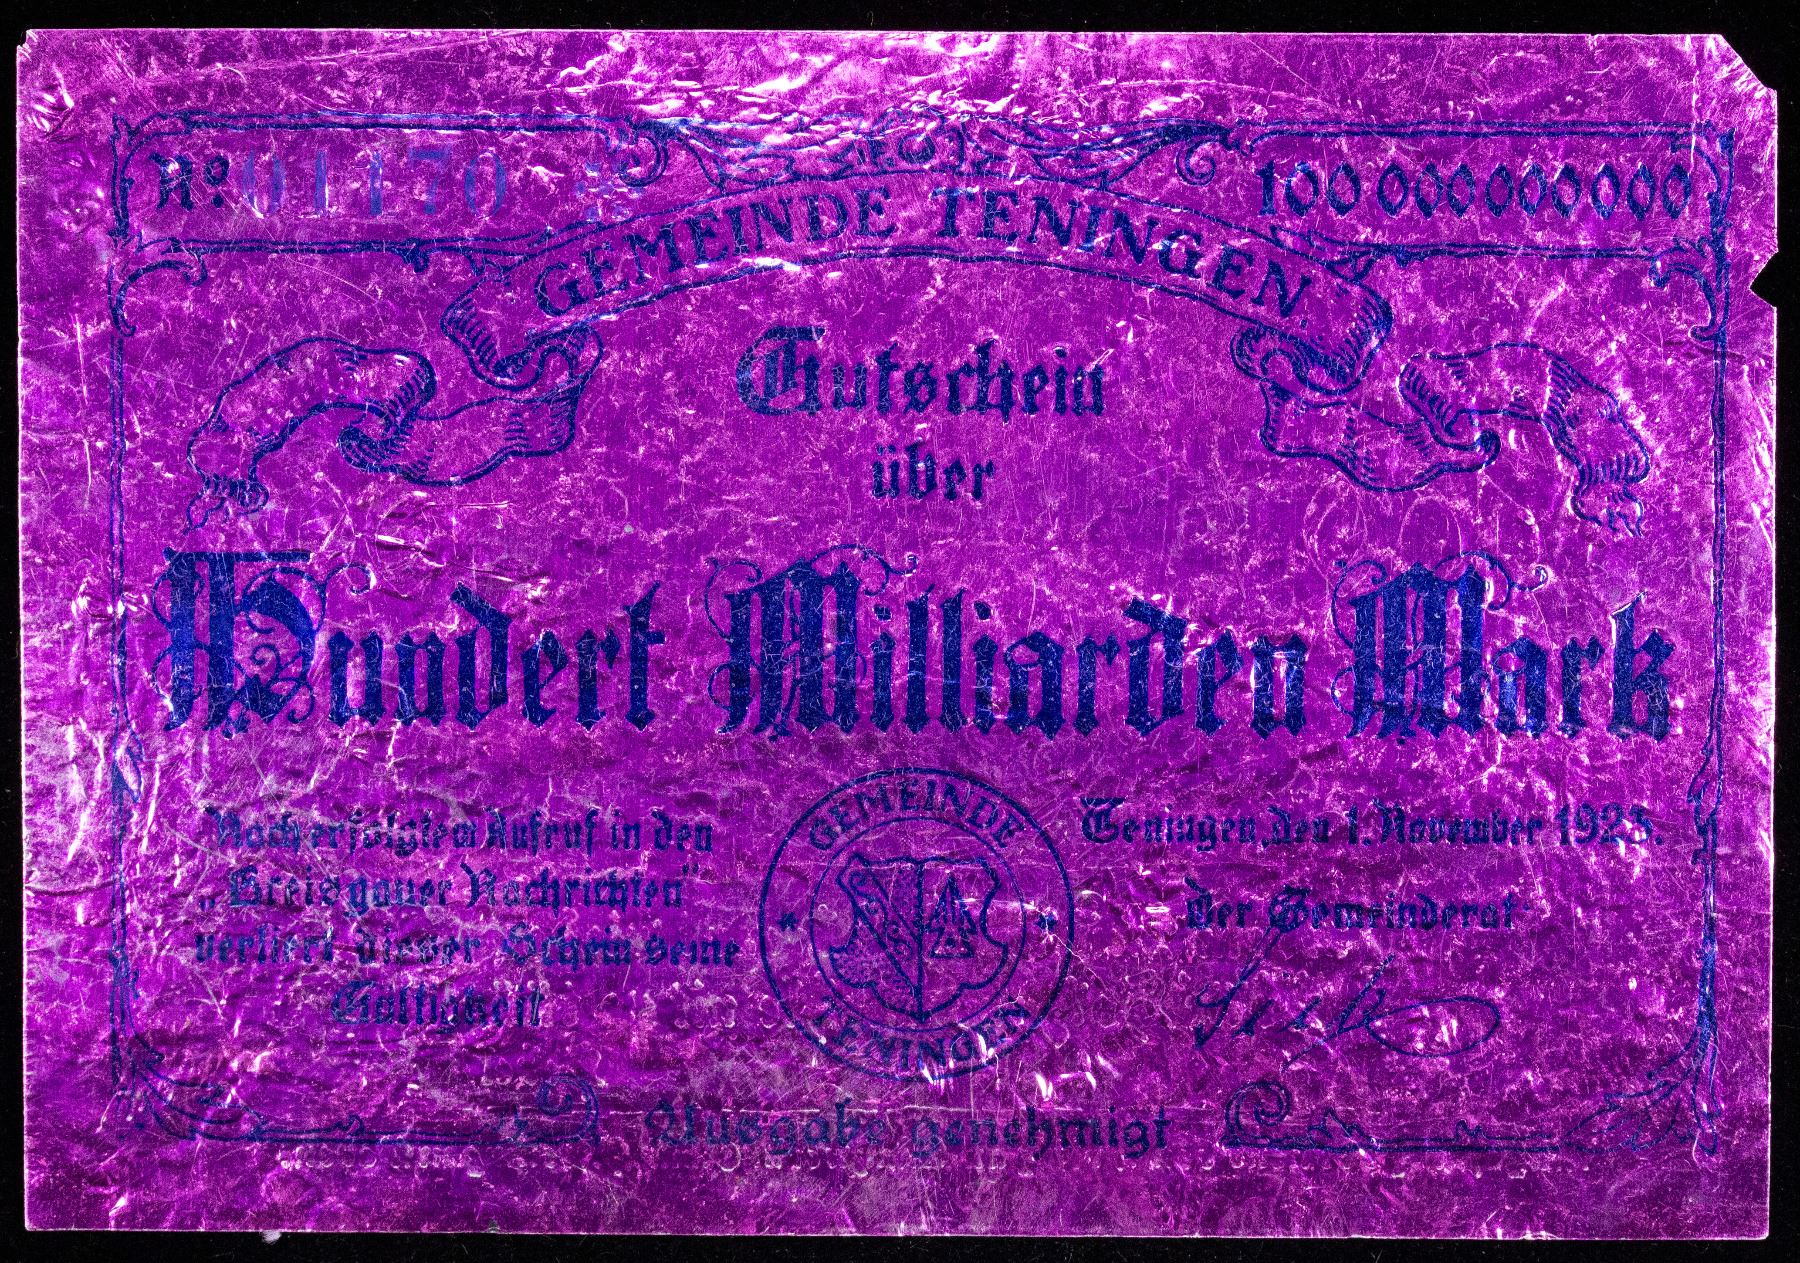 No. 01170
100 000 000 000
GEMEINDE TENINGEN.
Gutschein
über
Hundert Milliarden Mark
Nach erfolgtem Aufruf in den
„Breisgauer Nachrichten“
verliert dieser Schein seine
Gültigkeit
GEMEINDE
TENINGEN
Teningen, den 1. November 1923.
Der Gemeinderat:
Ausgabe genehmigt